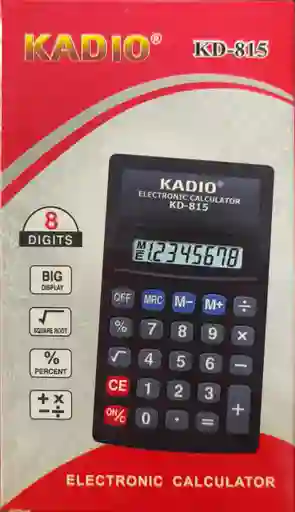 KADIO®
KD-815
KADIO®
ELECTRONIC CALCULATOR
KD-815
M
E
12345678
8
DIGITS
BIG
DISPLAY
√
SQUARE ROOT
%
PERCENT
+ ×
- ÷
OFF MRC M- M+ ÷
% 7 8 9 ×
√ 4 5 6 -
CE 1 2 3 +
ON/C 0 · =
ELECTRONIC CALCULATOR